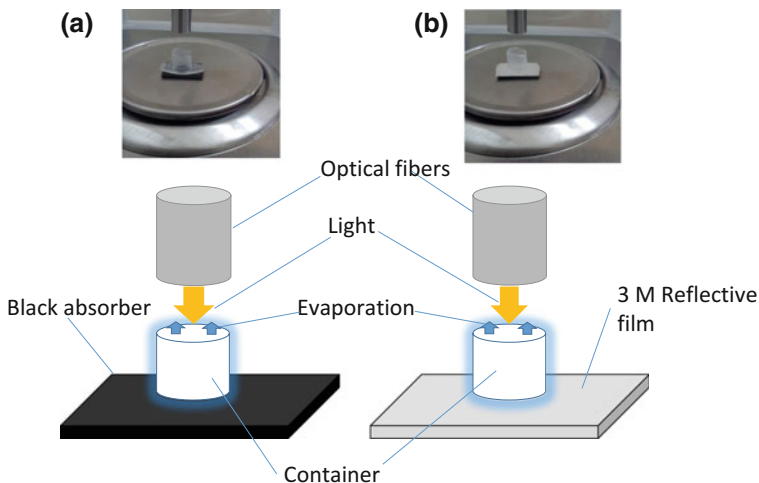 (a)
(b)
Optical fibers
Light
Black absorber
Evaporation
3 M Reflective
film
Container